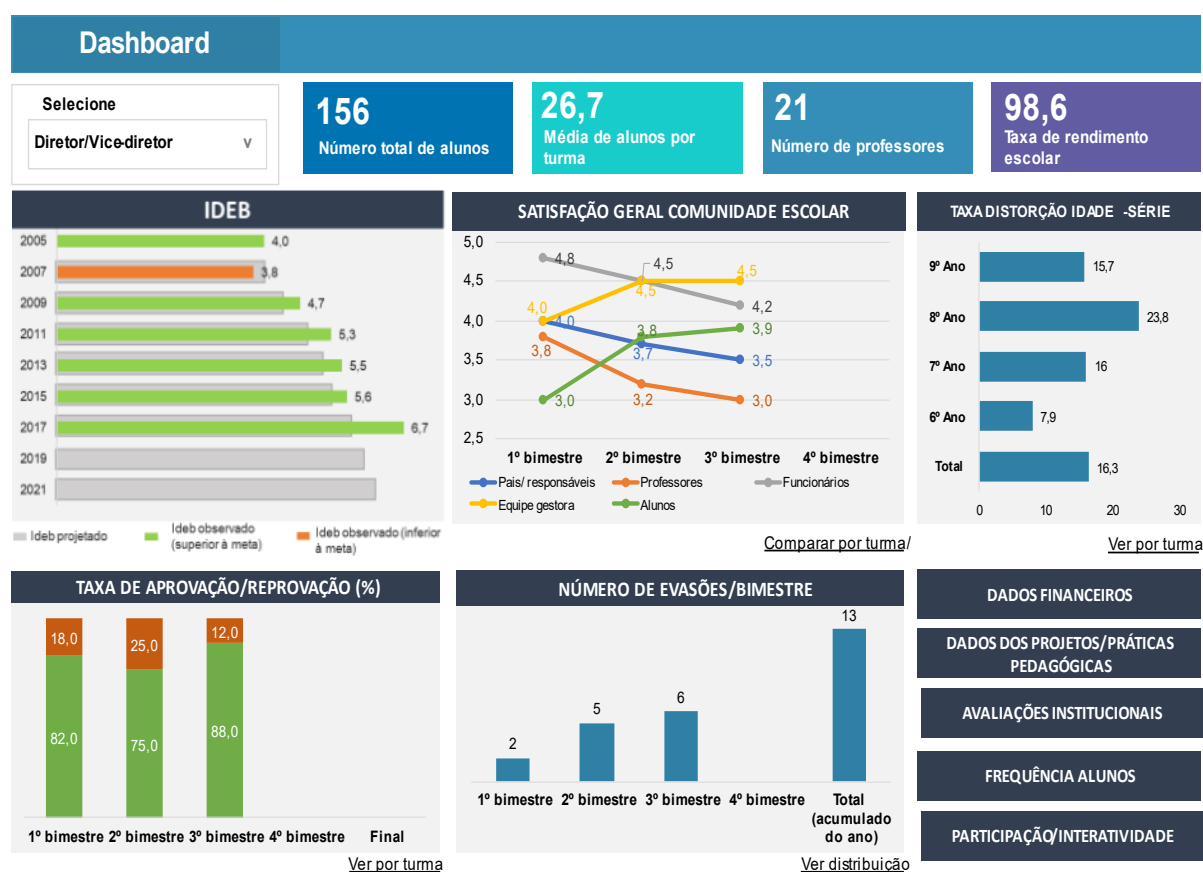 Dashboard
Selecione
Diretor/Vice-diretor v
156
Número total de alunos
26,7
Média de alunos por
turma
21
Número de professores
98,6
Taxa de rendimento
escolar
IDEB
2005 4,0
2007 3,8
2009 4,7
2011 5,3
2013 5,5
2015 5,6
2017 6,7
2019
2021
Ideb projetado
Ideb observado
(superior à meta)
Ideb observado (inferior
à meta)
SATISFAÇÃO GERAL COMUNIDADE ESCOLAR
5,0
4,5
4,0
3,5
3,0
2,5
4,8 4,5 4,2
4,0 4,5 4,5
4,0 3,7 3,5
3,8 3,2 3,0
3,0 3,8 3,9
1º bimestre 2º bimestre 3º bimestre 4º bimestre
Pais/ responsáveis Professores Funcionários
Equipe gestora Alunos
Comparar por turma/
TAXA DISTORÇÃO IDADE -SÉRIE
9º Ano 15,7
8º Ano 23,8
7º Ano 16
6º Ano 7,9
Total 16,3
0 10 20 30
Ver por turma
TAXA DE APROVAÇÃO/REPROVAÇÃO (%)
18,0 25,0 12,0
82,0 75,0 88,0
1º bimestre 2º bimestre 3º bimestre 4º bimestre Final
Ver por turma
NÚMERO DE EVASÕES/BIMESTRE
2 5 6 13
1º bimestre 2º bimestre 3º bimestre 4º bimestre Total
(acumulado
do ano)
Ver distribuição
DADOS FINANCEIROS
DADOS DOS PROJETOS/PRÁTICAS
PEDAGÓGICAS
AVALIAÇÕES INSTITUCIONAIS
FREQUÊNCIA ALUNOS
PARTICIPAÇÃO/INTERATIVIDADE